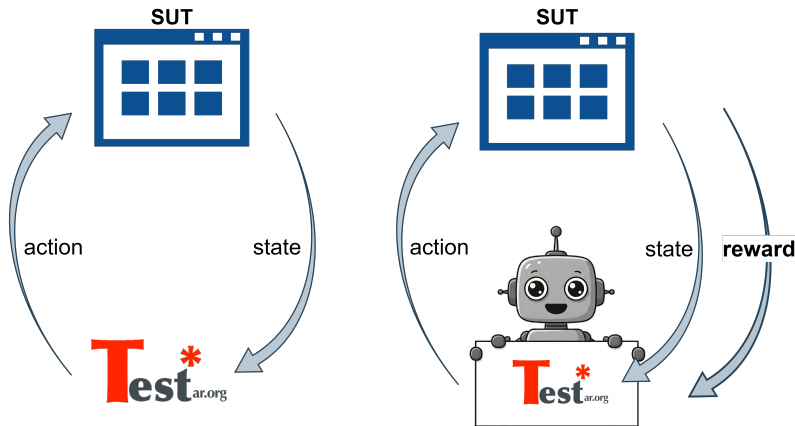 SUT
action
state
Test*ar.org
SUT
action
state
reward
Test*ar.org